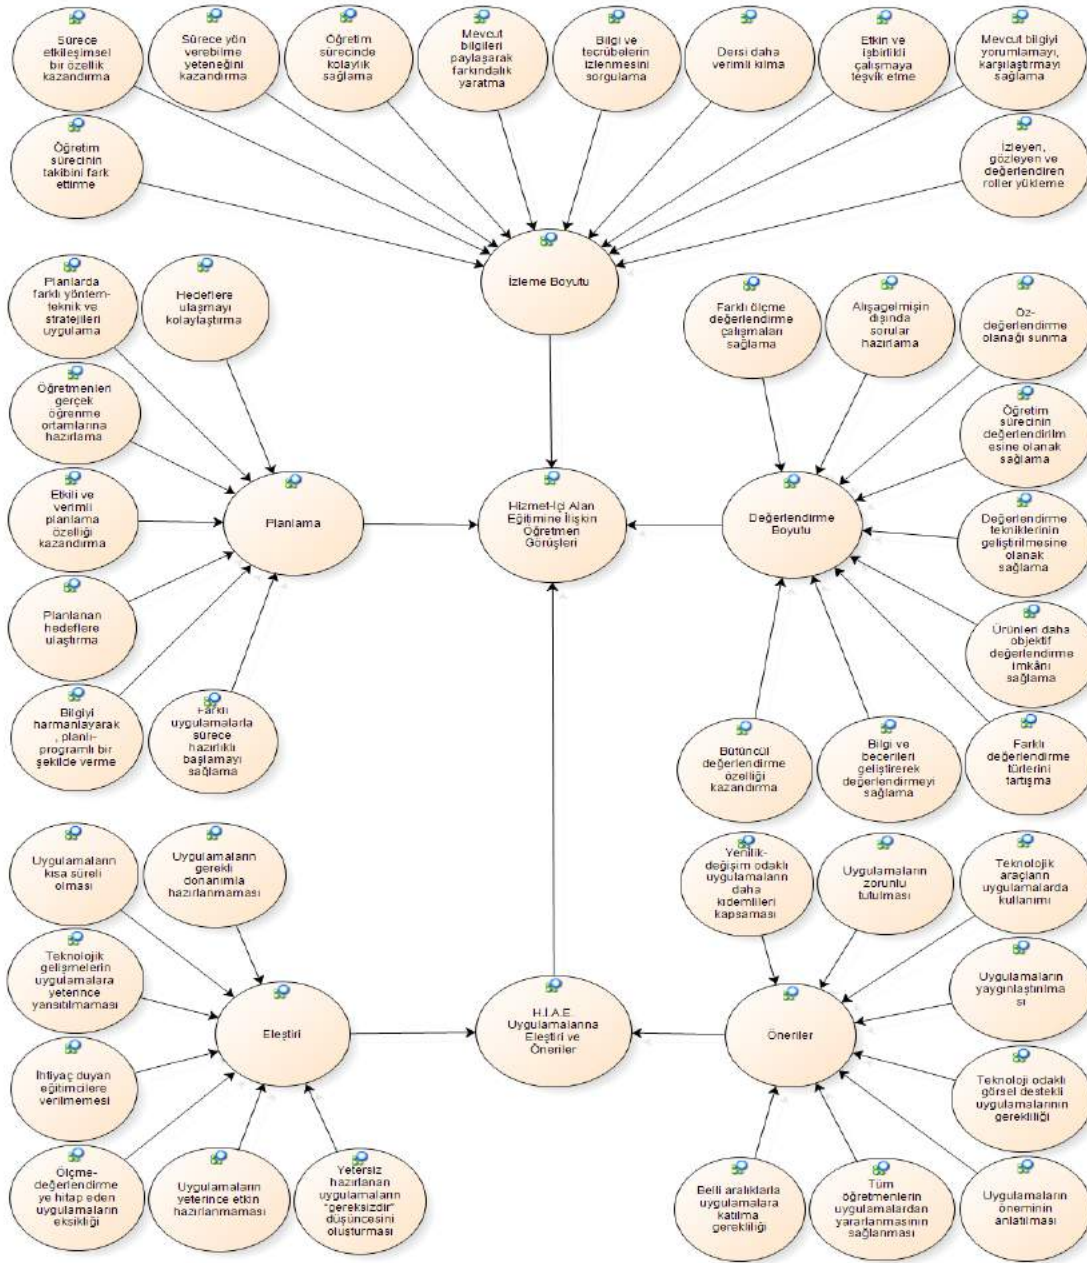 Sürece
etkileşimsel
bir özellik
kazandırma
Sürece yön
verebilme
yeteneğini
kazandırma
Öğretim
sürecinde
kolaylık
sağlama
Mevcut
bilgileri
paylaşarak
farkındalık
yaratma
Bilgi ve
tecrübelerin
izlenmesini
sorgulama
Dersi daha
verimli kılma
Etkin ve
işbirlikli
çalışmaya
teşvik etme
Mevcut bilgiyi
yorumlamayı,
karşılaştırmayı
sağlama
Öğretim
sürecinin
takibini fark
ettirme
İzleyen,
gözleyen ve
değerlendiren
roller yükleme
İzleme Boyutu
Planlarda
farklı yöntem-
teknik ve
stratejileri
uygulama
Hedeflere
ulaşmayı
kolaylaştırma
Öğretmenleri
gerçek
öğrenme
ortamlarına
hazırlama
Etkili ve
verimli
planlama
özelliği
kazandırma
Planlanan
hedeflere
ulaştırma
Bilgiyi
harmanlayarak
, planlı-
programlı bir
şekilde verme
Farklı
uygulamalarla
sürece
hazırlıklı
başlamayı
sağlama
Planlama
Hizmet-İçi Alan
Eğitimine İlişkin
Öğretmen
Görüşleri
Değerlendirme
Boyutu
Farklı ölçme
değerlendirme
çalışmaları
sağlama
Alışagelmişin
dışında
sorular
hazırlama
Öz-
değerlendirme
olanağı sunma
Öğretim
sürecinin
değerlendirilm
esine olanak
sağlama
Değerlendirme
tekniklerinin
geliştirilmesine
olanak
sağlama
Ürünleri daha
objektif
değerlendirme
imkânı
sağlama
Farklı
değerlendirme
türlerini
tartışma
Bilgi ve
becerileri
geliştirerek
değerlendirmeyi
sağlama
Bütüncül
değerlendirme
özelliği
kazandırma
Uygulamaların
kısa süreli
olması
Uygulamaların
gerekli
donanımla
hazırlanmaması
Teknolojik
gelişmelerin
uygulamalara
yeterince
yansıtılmaması
İhtiyaç duyan
eğitimcilere
verilmemesi
Ölçme-
değerlendirme
ye hitap eden
uygulamaların
eksikliği
Uygulamaların
yeterince etkin
hazırlanmaması
Yetersiz
hazırlanan
uygulamaların
"gereksizdir"
düşüncesini
oluşturması
Eleştiri
H.İ.A.E.
Uygulamalarına
Eleştiri ve
Öneriler
Öneriler
Yenilik-
değişim odaklı
uygulamaların
daha
kıdemlileri
kapsaması
Uygulamaların
zorunlu
tutulması
Teknolojik
araçların
uygulamalarda
kullanımı
Uygulamaların
yaygınlaştırılma
sı
Teknoloji odaklı
görsel destekli
uygulamalarının
gerekliliği
Uygulamaların
öneminin
anlatılması
Tüm
öğretmenlerin
uygulamalardan
yararlanmasının
sağlanması
Belli aralıklarla
uygulamalara
katılma
gerekliliği